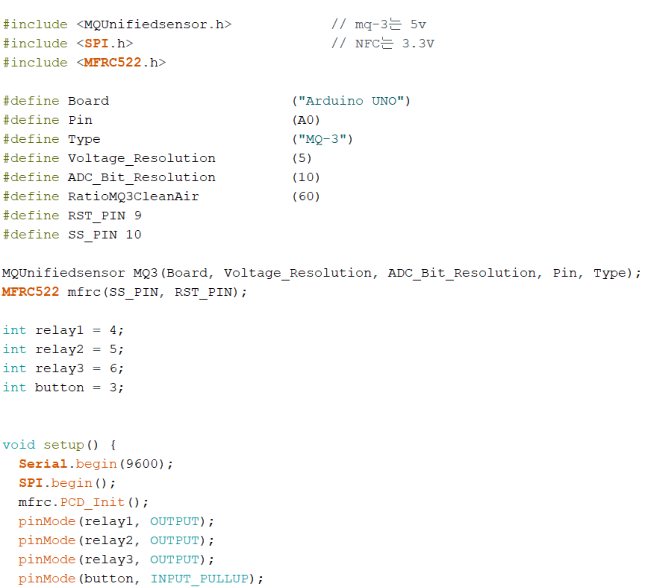 #include <MQUnifiedsensor.h> // mq-3는 5v
#include <SPI.h> // NFC는 3.3V
#include <MFRC522.h>
#define Board ("Arduino UNO")
#define Pin (A0)
#define Type ("MQ-3")
#define Voltage_Resolution (5)
#define ADC_Bit_Resolution (10)
#define RatioMQ3CleanAir (60)
#define RST_PIN 9
#define SS_PIN 10
MQUnifiedsensor MQ3(Board, Voltage_Resolution, ADC_Bit_Resolution, Pin, Type);
MFRC522 mfrc(SS_PIN, RST_PIN);
int relay1 = 4;
int relay2 = 5;
int relay3 = 6;
int button = 3;
void setup() {
Serial.begin(9600);
SPI.begin();
mfrc.PCD_Init();
pinMode(relay1, OUTPUT);
pinMode(relay2, OUTPUT);
pinMode(relay3, OUTPUT);
pinMode(button, INPUT_PULLUP);